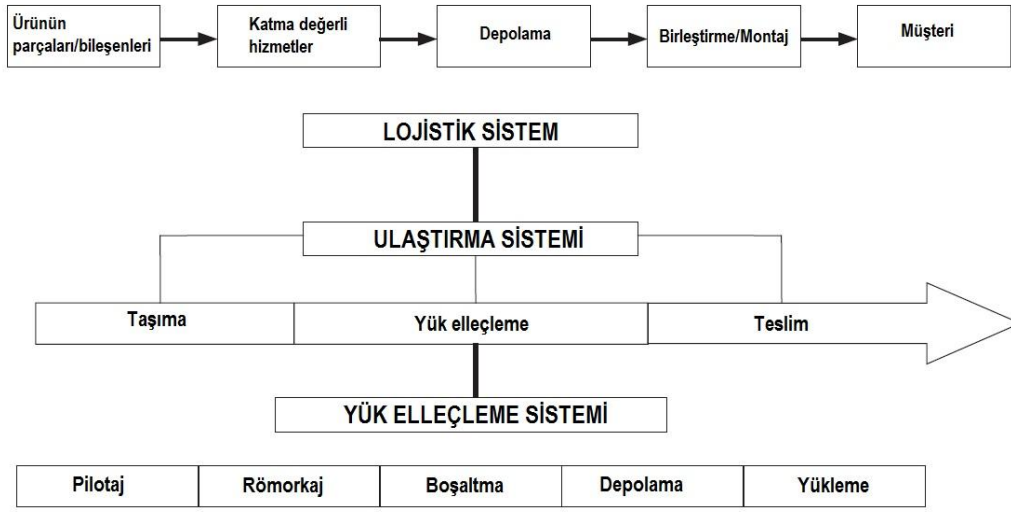 Ürünün
parçaları/bileşenleri
Katma değerli
hizmetler
Depolama
Birleştirme/Montaj
Müşteri
LOJİSTİK SİSTEM
ULAŞTIRMA SİSTEMİ
Taşıma
Yük elleçleme
Teslim
YÜK ELLEÇLEME SİSTEMİ
Pilotaj
Römorkaj
Boşaltma
Depolama
Yükleme